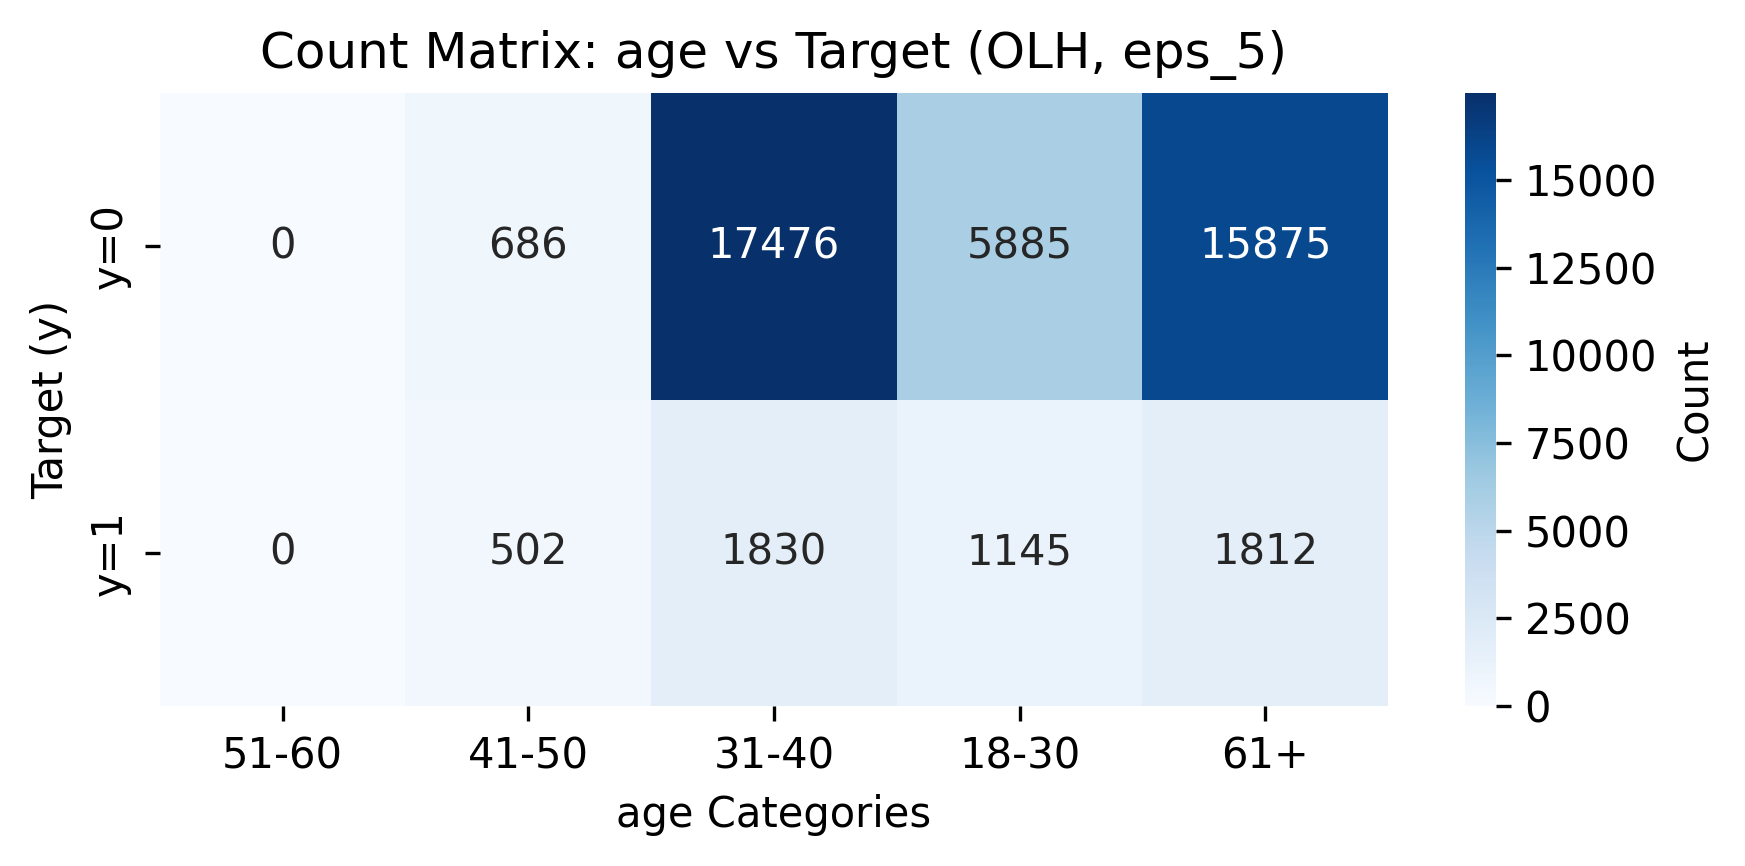 Count Matrix: age vs Target (OLH, eps_5)
Target (y)
y=0
0 686 17476 5885 15875
y=1
0 502 1830 1145 1812
51-60 41-50 31-40 18-30 61+
age Categories
15000
12500
10000
7500
5000
2500
0
Count